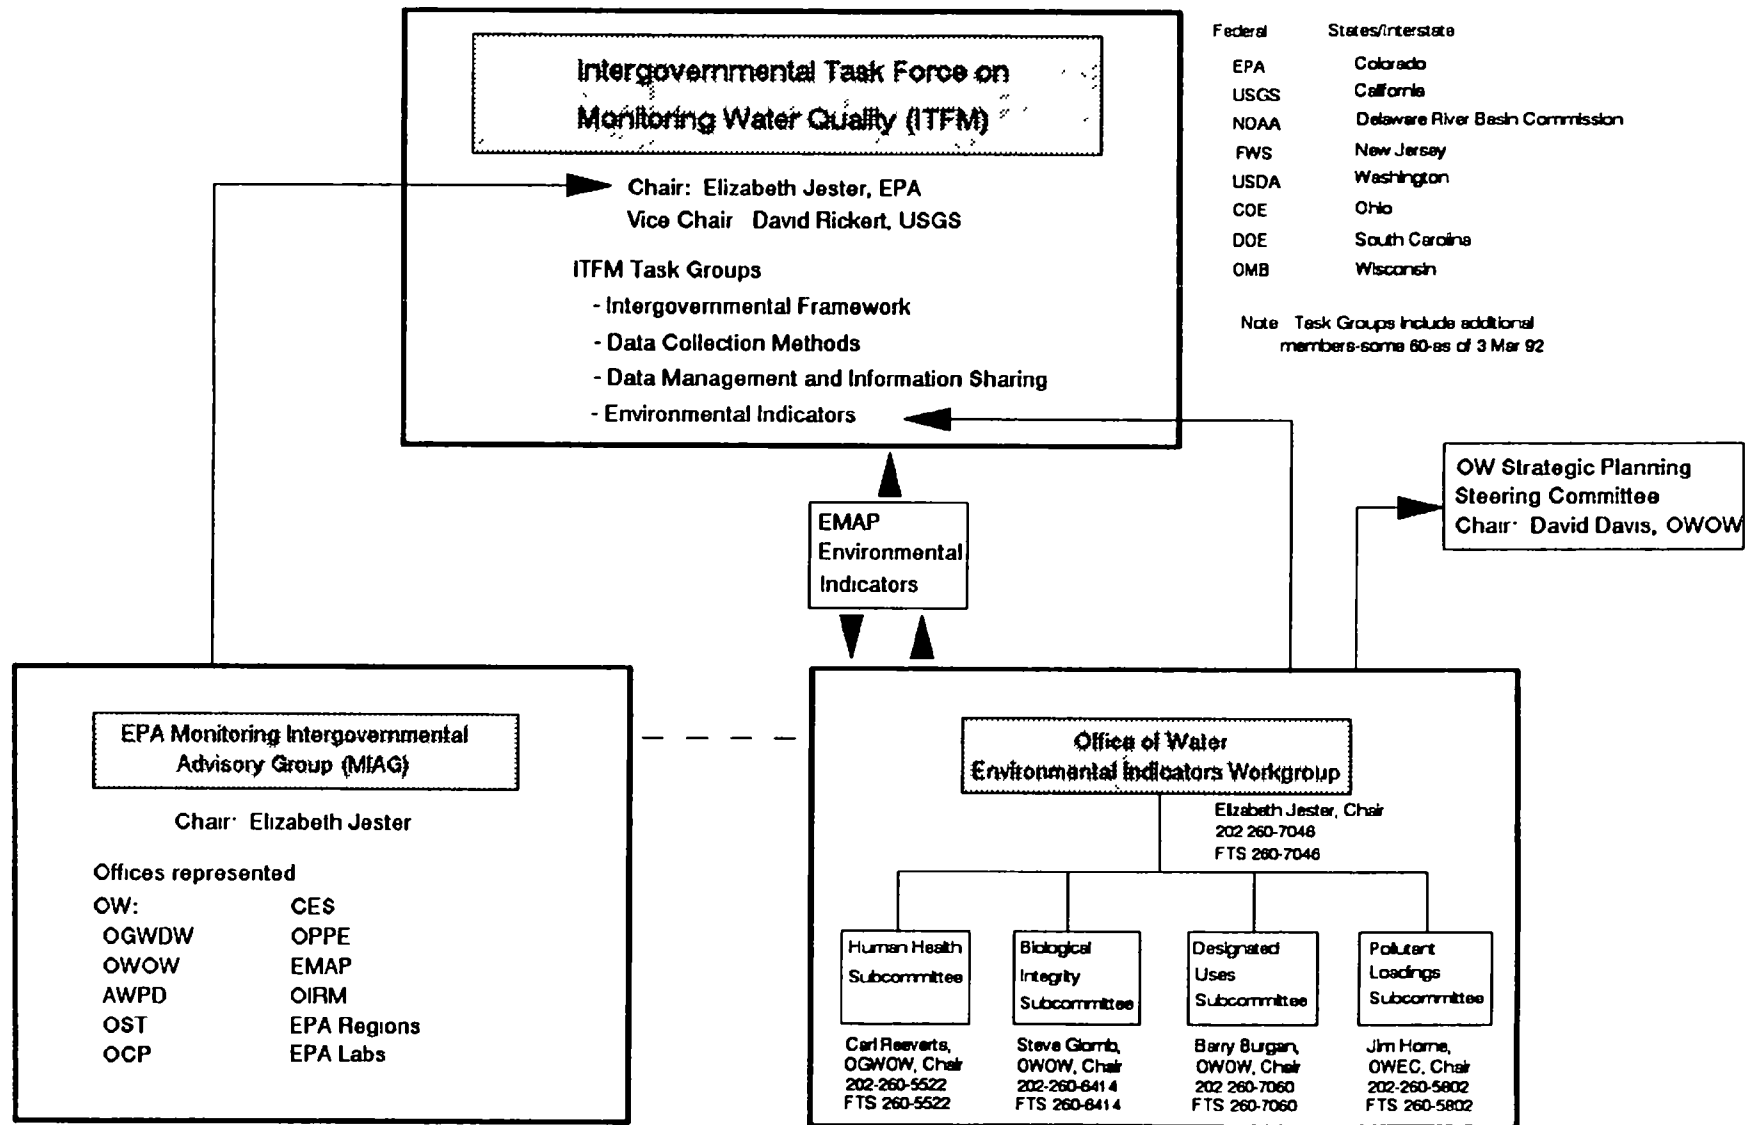 Intergovernmental Task Force on
Monitoring Water Quality (ITFM)
Chair: Elizabeth Jester, EPA
Vice Chair David Rickert, USGS
ITFM Task Groups
- Intergovernmental Framework
- Data Collection Methods
- Data Management and Information Sharing
- Environmental Indicators
Federal States/Interstate
EPA Colorado
USGS California
NOAA Delaware River Basin Commission
FWS New Jersey
USDA Washington
COE Ohio
DOE South Carolina
OMB Wisconsin
Note Task Groups include additional
members-some 60-as of 3 Mar 92
OW Strategic Planning
Steering Committee
Chair: David Davis, OWOW
EMAP
Environmental
Indicators
EPA Monitoring Intergovernmental
Advisory Group (MIAG)
Chair: Elizabeth Jester
Offices represented
OW: CES
OGWDW OPPE
OWOW EMAP
AWPD OIRM
OST EPA Regions
OCP EPA Labs
Office of Water
Environmental Indicators Workgroup
Elizabeth Jester, Chair
202 260-7046
FTS 260-7046
Human Health
Subcommittee
Carl Reeverts,
OGWOW, Chair
202-260-5522
FTS 260-5522
Biological
Integrity
Subcommittee
Steve Glomb,
OWOW, Chair
202-260-6414
FTS 260-6414
Designated
Uses
Subcommittee
Barry Burgan,
OWOW, Chair
202 260-7060
FTS 260-7060
Pollutant
Loadings
Subcommittee
Jim Horne,
OWEC, Chair
202-260-5802
FTS 260-5802